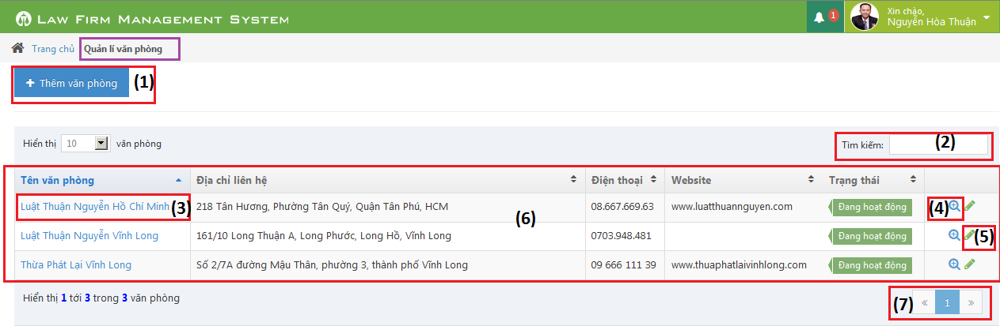 LAW FIRM MANAGEMENT SYSTEM
1
Xin chào,
Nguyễn Hòa Thuận
Trang chủ Quản lí văn phòng
+ Thêm văn phòng (1)
Hiển thị 10 văn phòng
Tìm kiếm: (2)
Tên văn phòng Địa chỉ liên hệ Điện thoại Website Trạng thái
Luật Thuận Nguyễn Hồ Chí Minh (3) 218 Tân Hương, Phường Tân Quý, Quận Tân Phú, HCM 08.667.669.63 www.luatthuannguyen.com Đang hoạt động (4)
(6)
Luật Thuận Nguyễn Vĩnh Long 161/10 Long Thuận A, Long Phước, Long Hồ, Vĩnh Long 0703.948.481 Đang hoạt động (5)
Thừa Phát Lại Vĩnh Long Số 2/7A đường Mậu Thân, phường 3, thành phố Vĩnh Long 09 666 111 39 www.thuaphatlaivinhlong.com Đang hoạt động
Hiển thị 1 tới 3 trong 3 văn phòng
(7) « 1 »